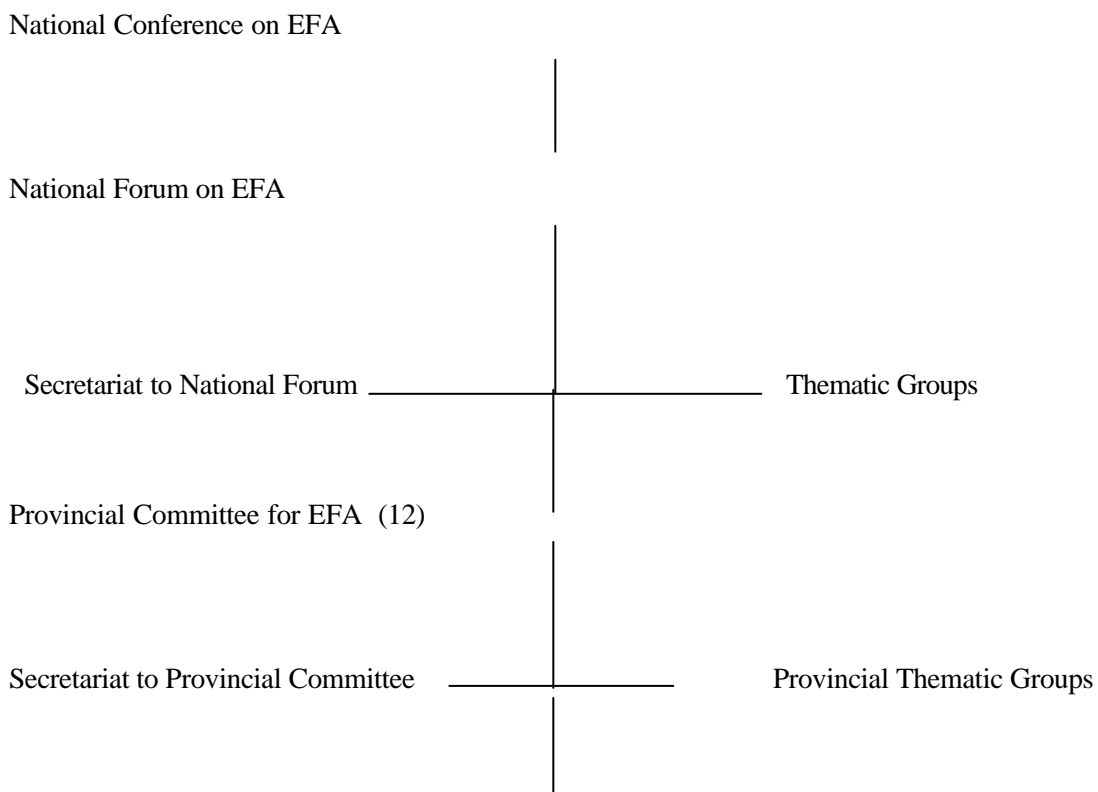 National Conference on EFA
National Forum on EFA
Secretariat to National Forum Thematic Groups
Provincial Committee for EFA (12)
Secretariat to Provincial Committee Provincial Thematic Groups